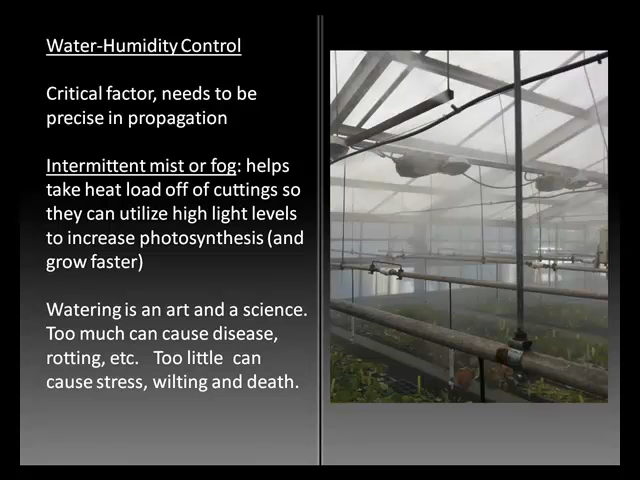 Water-Humidity Control
Critical factor, needs to be
precise in propagation
Intermittent mist or fog: helps
take heat load off of cuttings so
they can utilize high light levels
to increase photosynthesis (and
grow faster)
Watering is an art and a science.
Too much can cause disease,
rotting, etc.   Too little  can
cause stress, wilting and death.